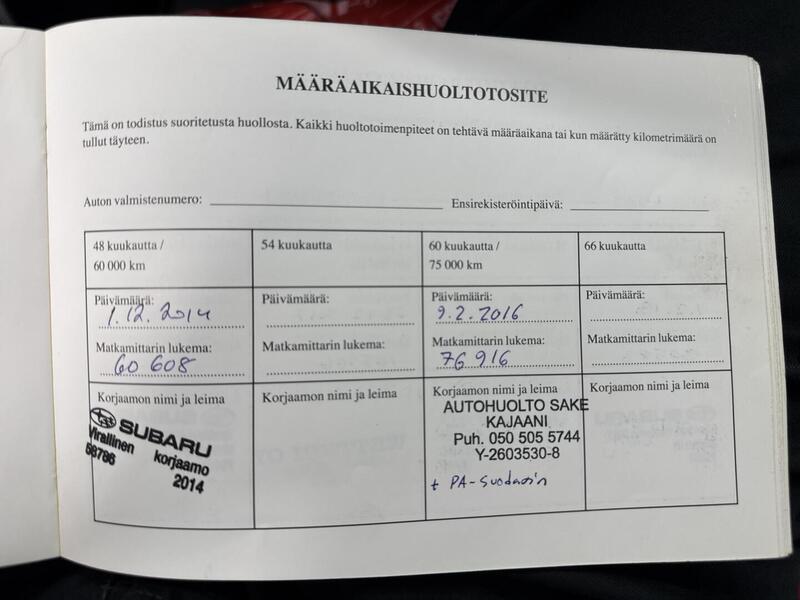 MÄÄRÄAIKAISHUOLTOTOSITE
Tämä on todistus suoritetusta huollosta. Kaikki huoltotoimenpiteet on tehtävä määräaikana tai kun määrätty kilometrimäärä on
tullut täyteen.
Auton valmistenumero:
Ensirekisteröintipäivä:
48 kuukautta /
60 000 km
Päivämäärä:
1.12.2014
Matkamittarin lukema:
60 608
Korjaamon nimi ja leima
SUBARU
Virallinen korjaamo
58786 2014
54 kuukautta
Päivämäärä:
Matkamittarin lukema:
Korjaamon nimi ja leima
60 kuukautta /
75 000 km
Päivämäärä:
9.2.2016
Matkamittarin lukema:
76 916
Korjaamon nimi ja leima
AUTOHUOLTO SAKE
KAJAANI
Puh. 050 505 5744
Y-2603530-8
+ PA-suodatin
66 kuukautta
Päivämäärä:
Matkamittarin lukema:
Korjaamon nimi ja leima